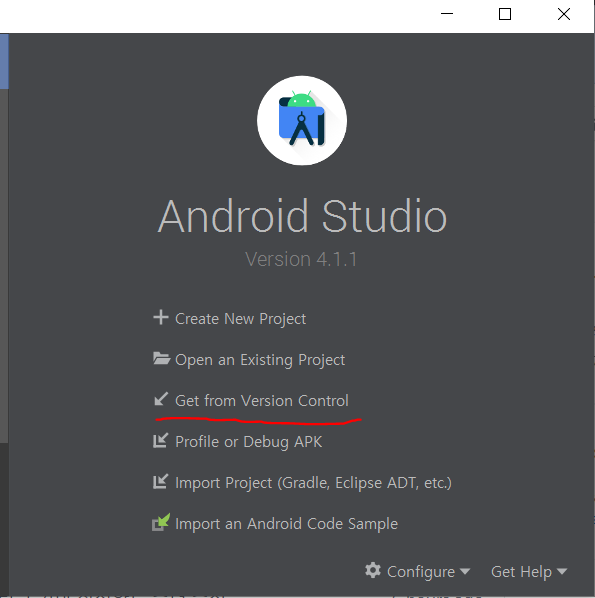 Android Studio
Version 4.1.1
Create New Project
Open an Existing Project
Get from Version Control
Profile or Debug APK
Import Project (Gradle, Eclipse ADT, etc.)
Import an Android Code Sample
Configure Get Help